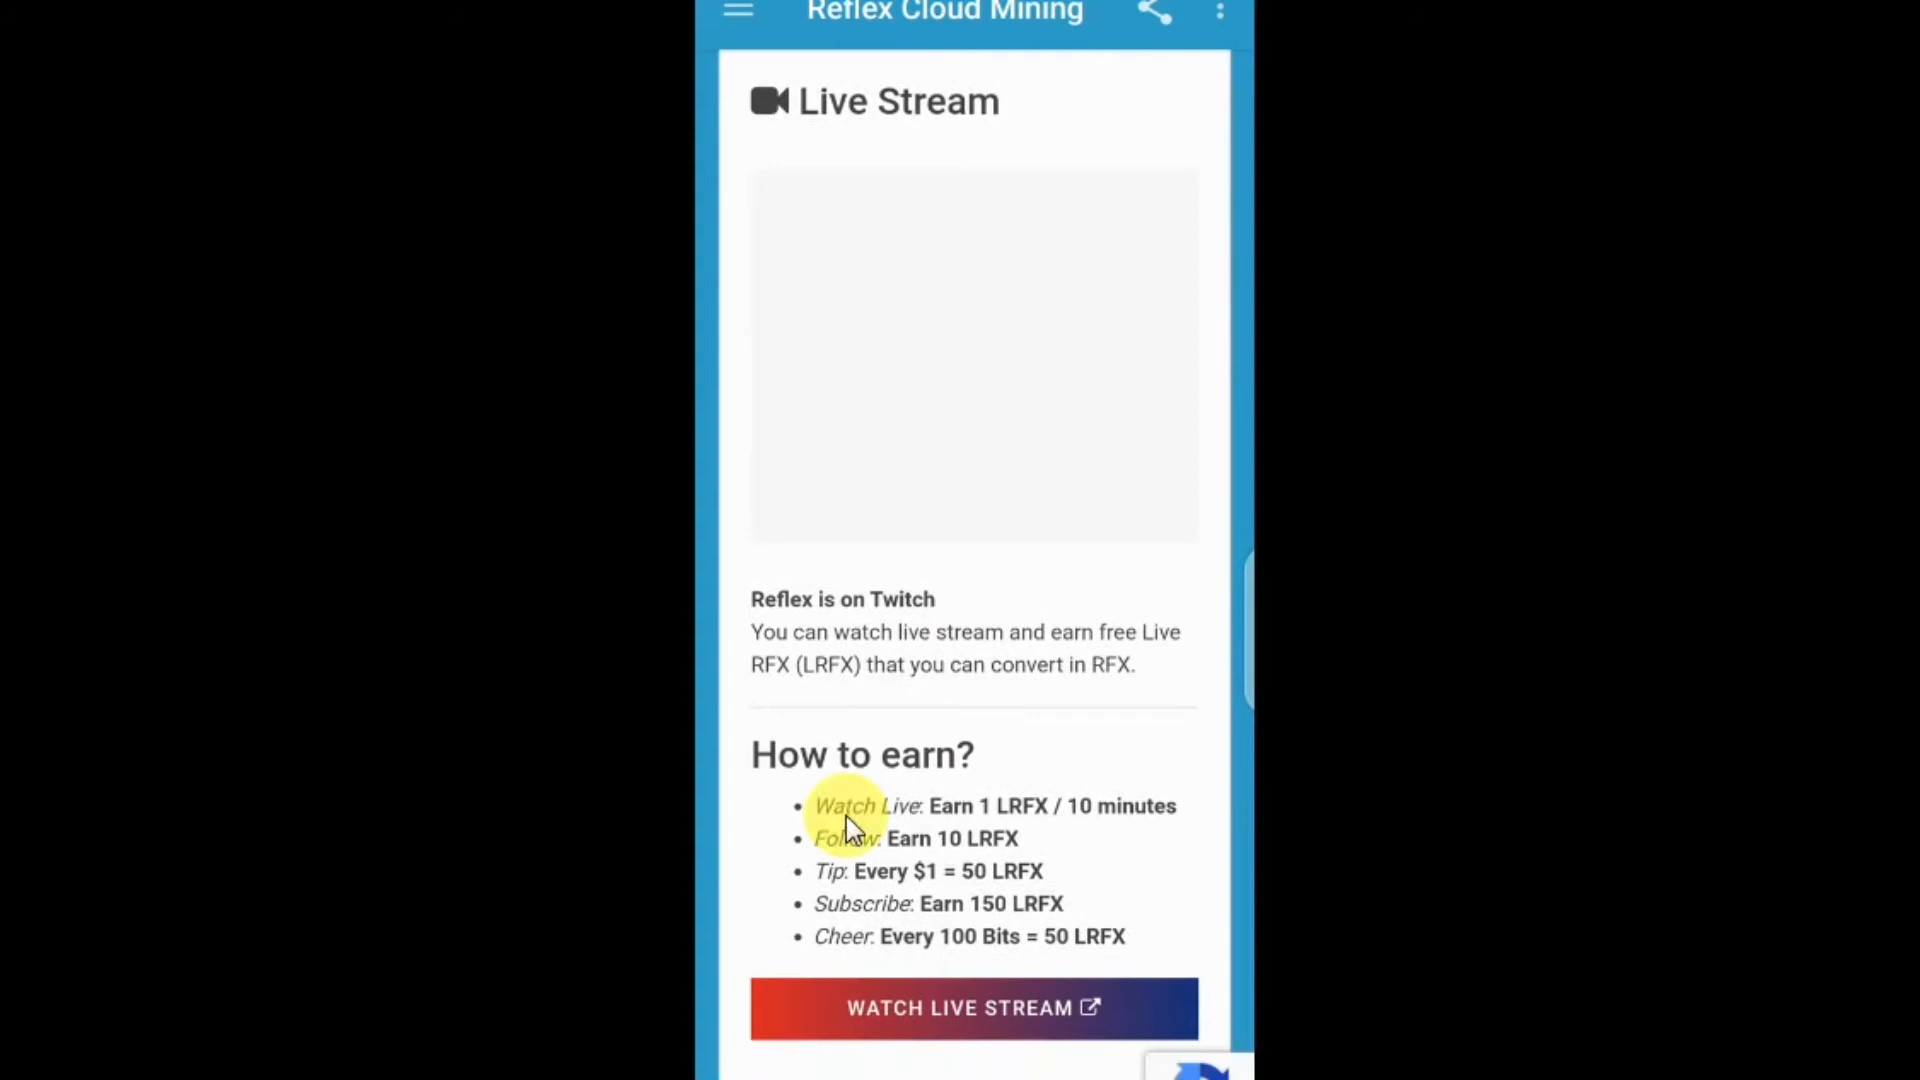 Reflex Cloud Mining
Live Stream
Reflex is on Twitch
You can watch live stream and earn free Live
RFX (LRFX) that you can convert in RFX.
How to earn?
Watch Live: Earn 1 LRFX / 10 minutes
Follow: Earn 10 LRFX
Tip: Every $1 = 50 LRFX
Subscribe: Earn 150 LRFX
Cheer: Every 100 Bits = 50 LRFX
WATCH LIVE STREAM